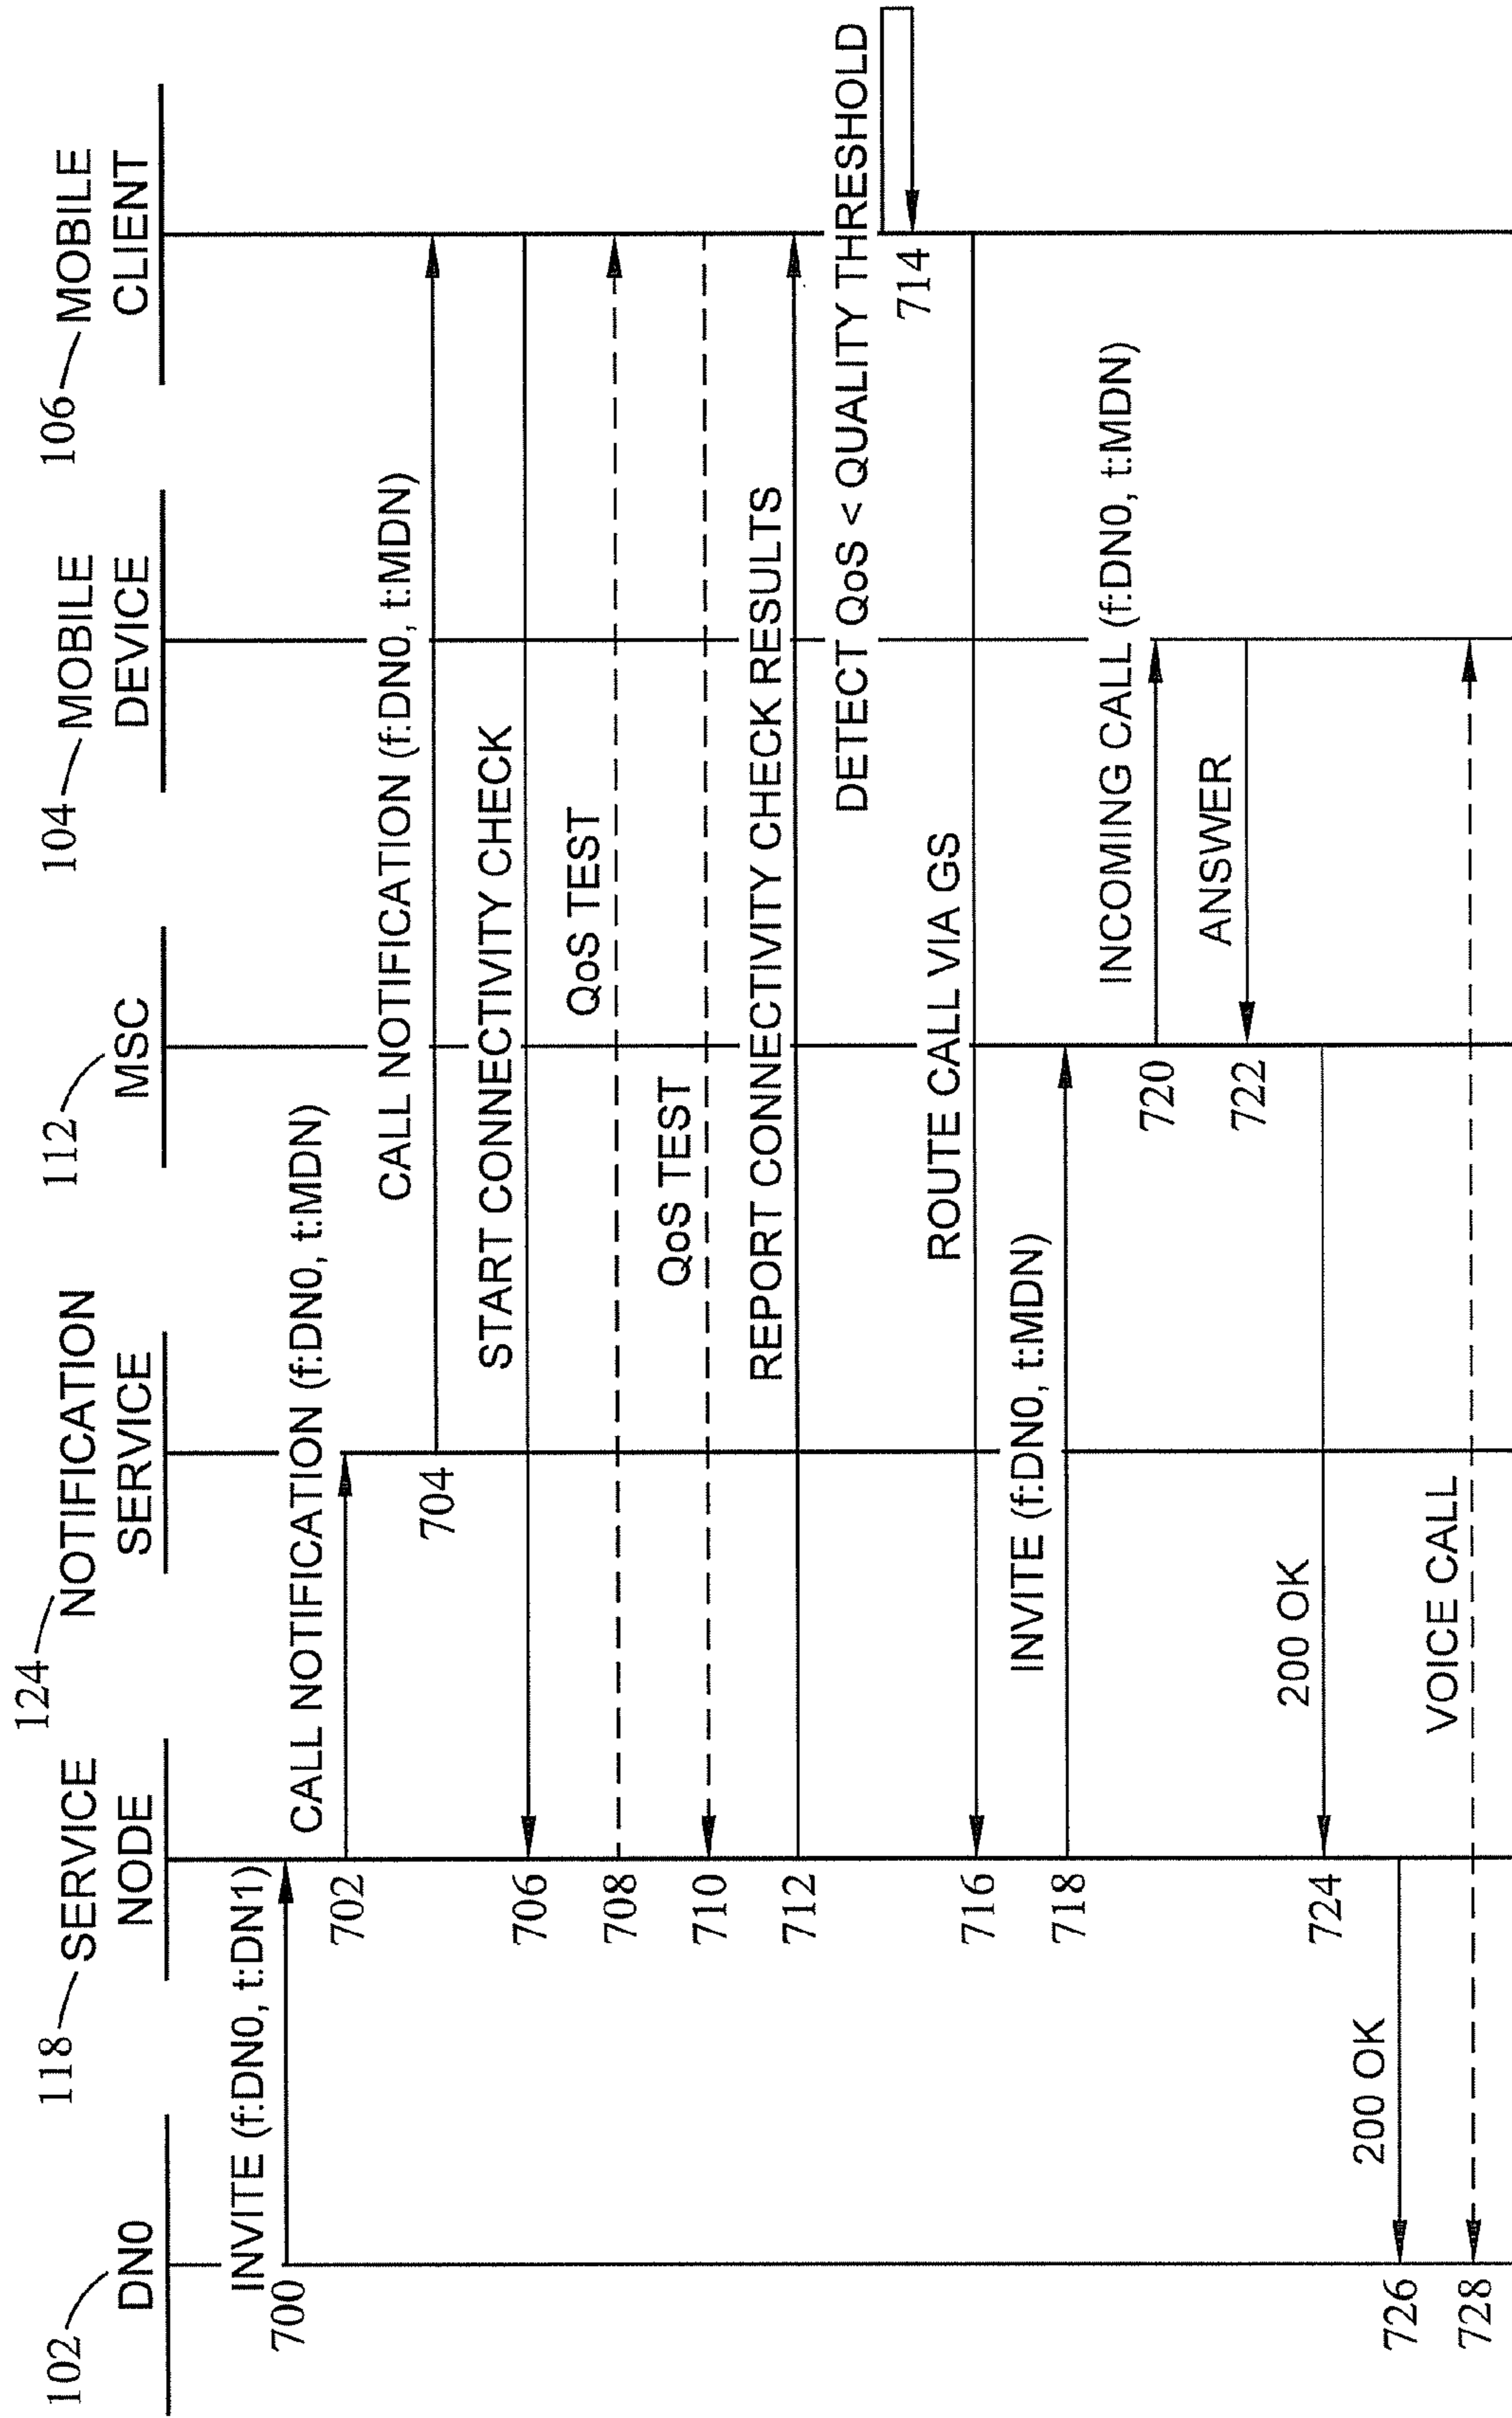 102
DN0
118
SERVICE
NODE
124
NOTIFICATION
SERVICE
112
MSC
104
MOBILE
DEVICE
106
MOBILE
CLIENT
INVITE (f:DN0, t:DN1)
700
CALL NOTIFICATION (f:DN0, t:MDN)
702
CALL NOTIFICATION (f:DN0, t:MDN)
704
START CONNECTIVITY CHECK
706
QoS TEST
708
QoS TEST
710
REPORT CONNECTIVITY CHECK RESULTS
712
DETECT QoS < QUALITY THRESHOLD
714
ROUTE CALL VIA GS
716
INVITE (f:DN0, t:MDN)
718
INCOMING CALL (f:DN0, t:MDN)
720
ANSWER
722
200 OK
724
200 OK
726
VOICE CALL
728